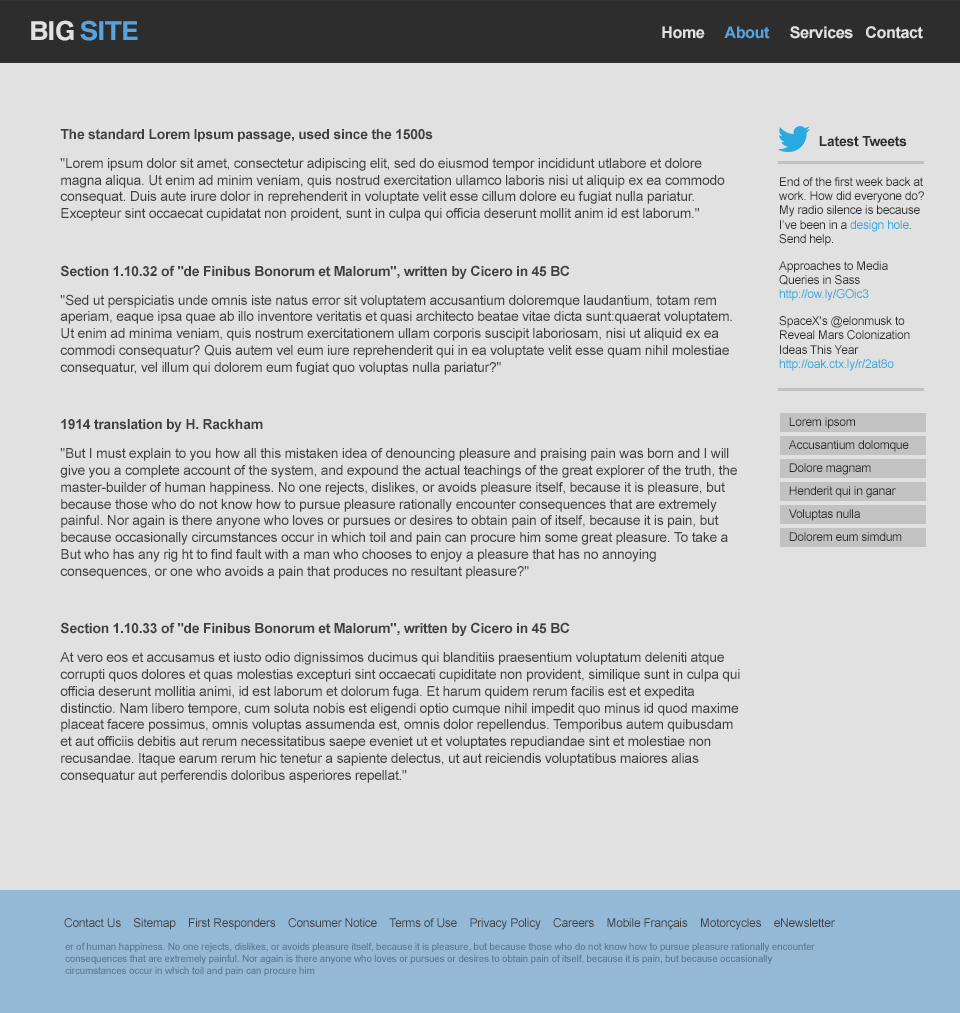 BIG SITE
Home About Services Contact
The standard Lorem Ipsum passage, used since the 1500s
"Lorem ipsum dolor sit amet, consectetur adipiscing elit, sed do eiusmod tempor incididunt utlabore et dolore
magna aliqua. Ut enim ad minim veniam, quis nostrud exercitation ullamco laboris nisi ut aliquip ex ea commodo
consequat. Duis aute irure dolor in reprehenderit in voluptate velit esse cillum dolore eu fugiat nulla pariatur.
Excepteur sint occaecat cupidatat non proident, sunt in culpa qui officia deserunt mollit anim id est laborum."
Section 1.10.32 of "de Finibus Bonorum et Malorum", written by Cicero in 45 BC
"Sed ut perspiciatis unde omnis iste natus error sit voluptatem accusantium doloremque laudantium, totam rem
aperiam, eaque ipsa quae ab illo inventore veritatis et quasi architecto beatae vitae dicta sunt:quaerat voluptatem.
Ut enim ad minima veniam, quis nostrum exercitationem ullam corporis suscipit laboriosam, nisi ut aliquid ex ea
commodi consequatur? Quis autem vel eum iure reprehenderit qui in ea voluptate velit esse quam nihil molestiae
consequatur, vel illum qui dolorem eum fugiat quo voluptas nulla pariatur?"
1914 translation by H. Rackham
"But I must explain to you how all this mistaken idea of denouncing pleasure and praising pain was born and I will
give you a complete account of the system, and expound the actual teachings of the great explorer of the truth, the
master-builder of human happiness. No one rejects, dislikes, or avoids pleasure itself, because it is pleasure, but
because those who do not know how to pursue pleasure rationally encounter consequences that are extremely
painful. Nor again is there anyone who loves or pursues or desires to obtain pain of itself, because it is pain, but
because occasionally circumstances occur in which toil and pain can procure him some great pleasure. To take a
But who has any rig ht to find fault with a man who chooses to enjoy a pleasure that has no annoying
consequences, or one who avoids a pain that produces no resultant pleasure?"
Section 1.10.33 of "de Finibus Bonorum et Malorum", written by Cicero in 45 BC
At vero eos et accusamus et iusto odio dignissimos ducimus qui blanditiis praesentium voluptatum deleniti atque
corrupti quos dolores et quas molestias excepturi sint occaecati cupiditate non provident, similique sunt in culpa qui
officia deserunt mollitia animi, id est laborum et dolorum fuga. Et harum quidem rerum facilis est et expedita
distinctio. Nam libero tempore, cum soluta nobis est eligendi optio cumque nihil impedit quo minus id quod maxime
placeat facere possimus, omnis voluptas assumenda est, omnis dolor repellendus. Temporibus autem quibusdam
et aut officiis debitis aut rerum necessitatibus saepe eveniet ut et voluptates repudiandae sint et molestiae non
recusandae. Itaque earum rerum hic tenetur a sapiente delectus, ut aut reiciendis voluptatibus maiores alias
consequatur aut perferendis doloribus asperiores repellat."
Latest Tweets
End of the first week back at
work. How did everyone do?
My radio silence is because
I've been in a design hole.
Send help.
Approaches to Media
Queries in Sass
http://ow.ly/GOic3
SpaceX's @elonmusk to
Reveal Mars Colonization
Ideas This Year
http://oak.ctx.ly/r/2at8o
Lorem ipsom
Accusantium dolomque
Dolore magnam
Henderit qui in ganar
Voluptas nulla
Dolorem eum simdum
Contact Us Sitemap First Responders Consumer Notice Terms of Use Privacy Policy Careers Mobile Français Motorcycles eNewsletter
er of human happiness. No one rejects, dislikes, or avoids pleasure itself, because it is pleasure, but because those who do not know how to pursue pleasure rationally encounter
consequences that are extremely painful. Nor again is there anyone who loves or pursues or desires to obtain pain of itself, because it is pain, but because occasionally
circumstances occur in which toil and pain can procure him